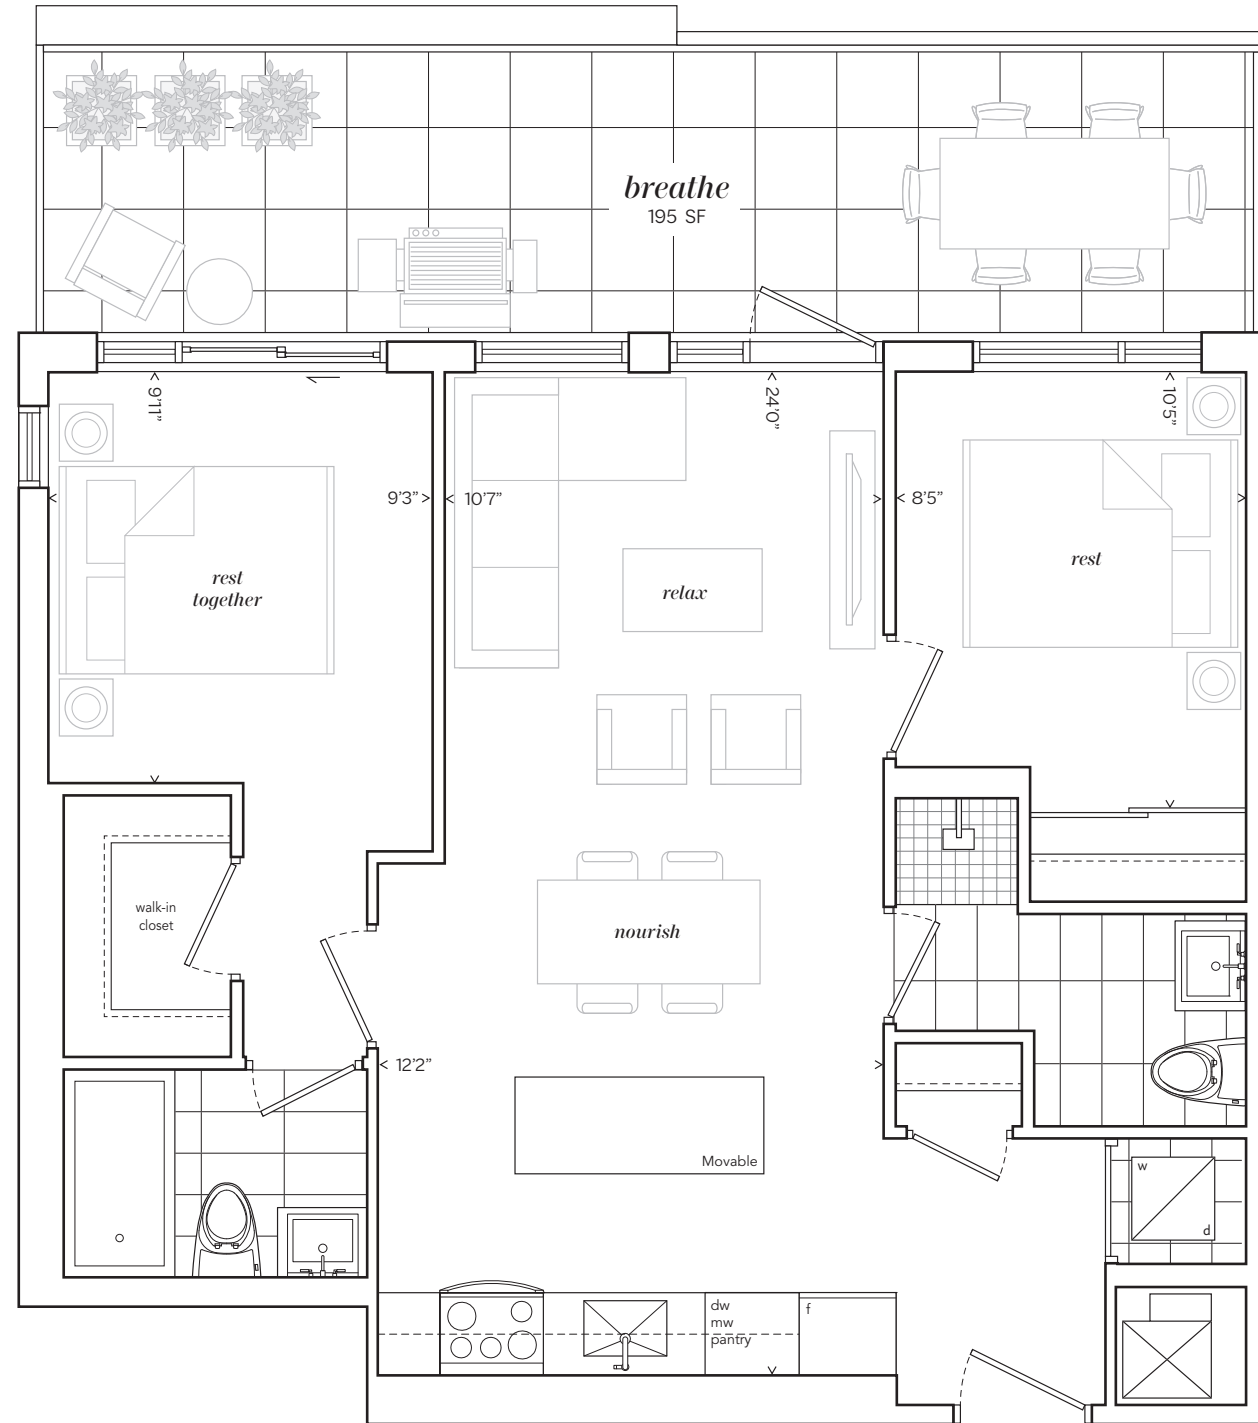 breathe
195 SF
9'11"
24'0"
10'5"
9'3"
10'7"
8'5"
rest
together
relax
rest
walk-in
closet
nourish
12'2"
Movable
w
d
dw
mw
pantry
f